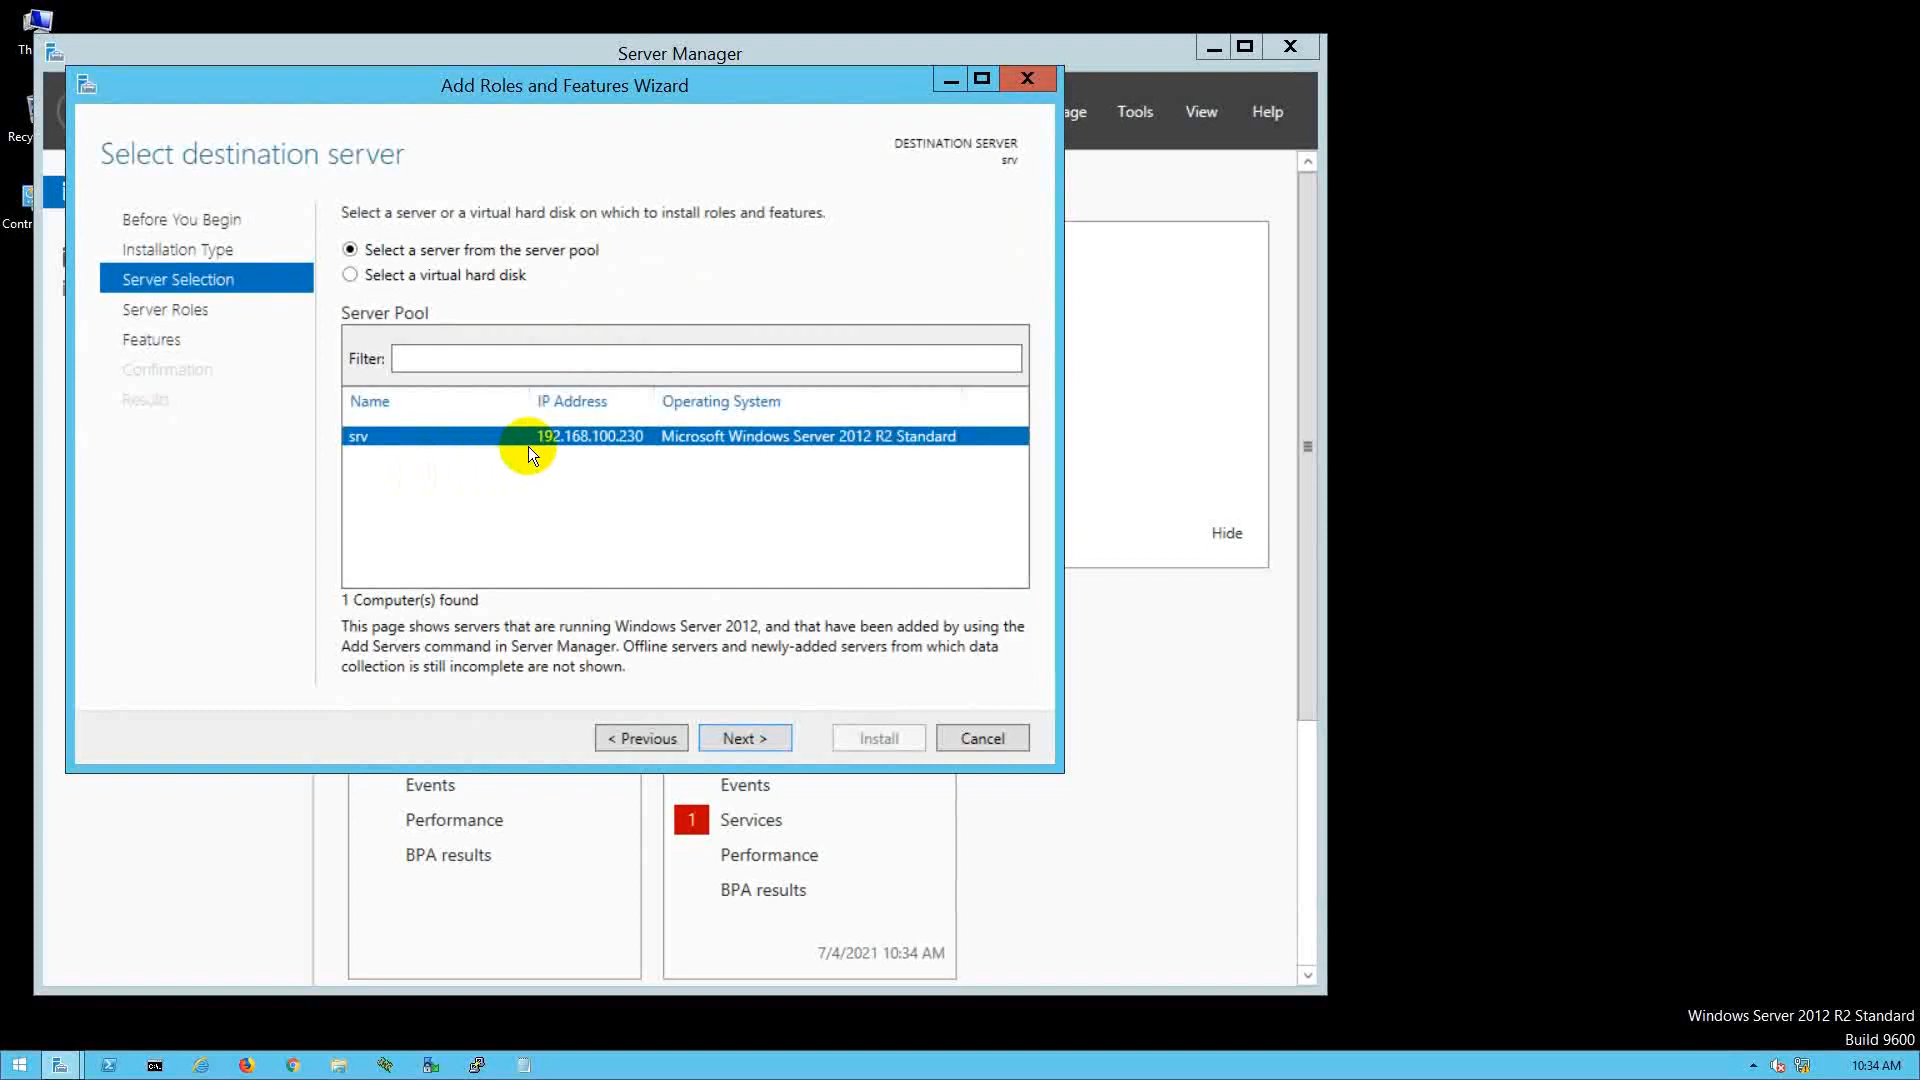 Th
Server Manager
Add Roles and Features Wizard
age Tools View Help
Recy
Contr
Select destination server
DESTINATION SERVER
srv
Before You Begin
Installation Type
Server Selection
Server Roles
Features
Confirmation
Results
Select a server or a virtual hard disk on which to install roles and features.
Select a server from the server pool
Select a virtual hard disk
Server Pool
Filter:
Name IP Address Operating System
srv 192.168.100.230 Microsoft Windows Server 2012 R2 Standard
1 Computer(s) found
This page shows servers that are running Windows Server 2012, and that have been added by using the
Add Servers command in Server Manager. Offline servers and newly-added servers from which data
collection is still incomplete are not shown.
< Previous Next > Install Cancel
Hide
Events
Performance
BPA results
Events
1 Services
Performance
BPA results
7/4/2021 10:34 AM
Windows Server 2012 R2 Standard
Build 9600
10:34 AM